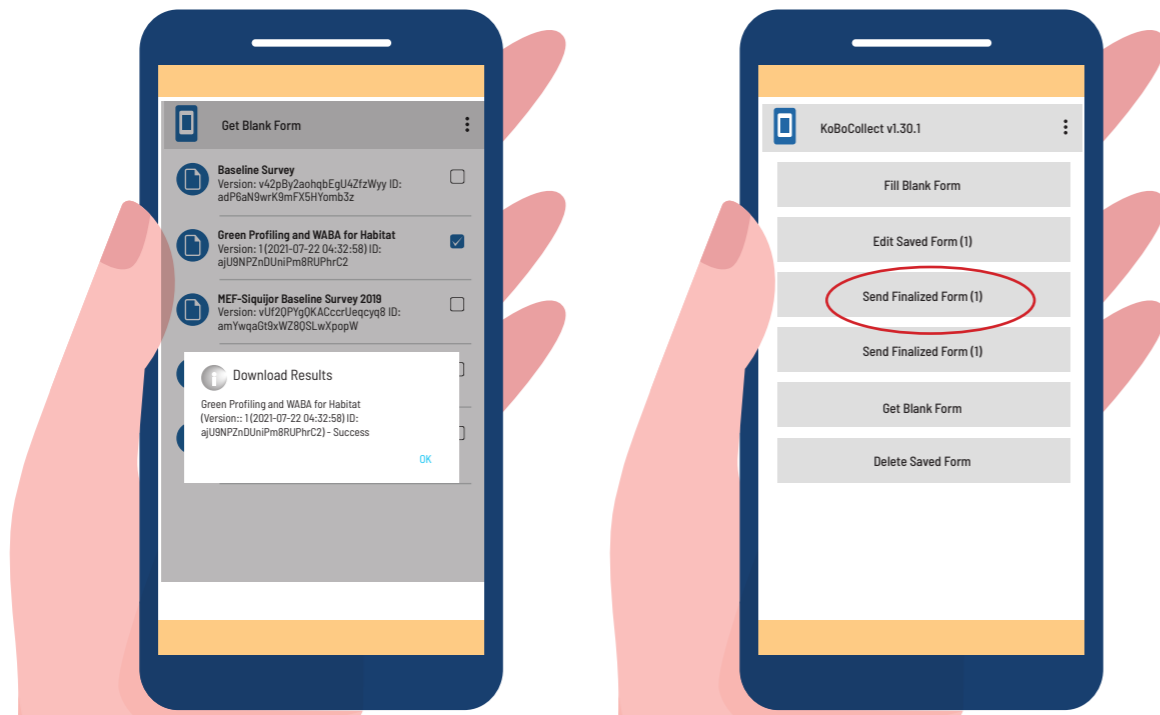 Get Blank Form
Baseline Survey
Version: v42pBy2aohqbEgU4ZfzWyy ID:
adP6aN9wrK9mFX5HYomb3z
Green Profiling and WABA for Habitat
Version: 1 (2021-07-22 04:32:58) ID:
ajU9NPZnDUniPm8RUPhrC2
MEF-Siquijor Baseline Survey 2019
Version: vUf2QPYgQKACccrUeqcyq8 ID:
amYwqaGt9xWZ8QSLwXpopW
Download Results
Green Profiling and WABA for Habitat
(Version:: 1 (2021-07-22 04:32:58) ID:
ajU9NPZnDUniPm8RUPhrC2) - Success
OK
KoBoCollect v1.30.1
Fill Blank Form
Edit Saved Form (1)
Send Finalized Form (1)
Send Finalized Form (1)
Get Blank Form
Delete Saved Form